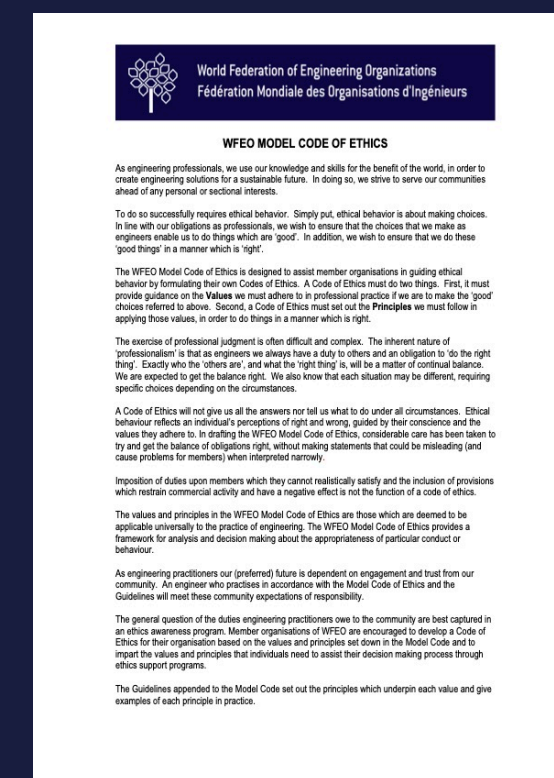 World Federation of Engineering Organizations
Fédération Mondiale des Organisations d'Ingénieurs
WFEO MODEL CODE OF ETHICS
As engineering professionals, we use our knowledge and skills for the benefit of the world, in order to
create engineering solutions for a sustainable future. In doing so, we strive to serve our communities
ahead of any personal or sectional interests.
To do so successfully requires ethical behavior. Simply put, ethical behavior is about making choices.
In line with our obligations as professionals, we wish to ensure that the choices that we make as
engineers enable us to do things which are 'good'. In addition, we wish to ensure that we do these
'good things' in a manner which is 'right'.
The WFEO Model Code of Ethics is designed to assist member organisations in guiding ethical
behavior by formulating their own Codes of Ethics. A Code of Ethics must do two things. First, it must
provide guidance on the Values we must adhere to in professional practice if we are to make the 'good'
choices referred to above. Second, a Code of Ethics must set out the Principles we must follow in
applying those values, in order to do things in a manner which is right.
The exercise of professional judgment is often difficult and complex. The inherent nature of
'professionalism' is that as engineers we always have a duty to others and an obligation to 'do the right
thing'. Exactly who the 'others are', and what the 'right thing' is, will be a matter of continual balance.
We are expected to get the balance right. We also know that each situation may be different, requiring
specific choices depending on the circumstances.
A Code of Ethics will not give us all the answers nor tell us what to do under all circumstances. Ethical
behaviour reflects an individual's perceptions of right and wrong, guided by their conscience and the
values they adhere to. In drafting the WFEO Model Code of Ethics, considerable care has been taken to
try and get the balance of obligations right, without making statements that could be misleading (and
cause problems for members) when interpreted narrowly.
Imposition of duties upon members which they cannot realistically satisfy and the inclusion of provisions
which restrain commercial activity and have a negative effect is not the function of a code of ethics.
The values and principles in the WFEO Model Code of Ethics are those which are deemed to be
applicable universally to the practice of engineering. The WFEO Model Code of Ethics provides a
framework for analysis and decision making about the appropriateness of particular conduct or
behaviour.
As engineering practitioners our (preferred) future is dependent on engagement and trust from our
community. An engineer who practises in accordance with the Model Code of Ethics and the
Guidelines will meet these community expectations of responsibility.
The general question of the duties engineering practitioners owe to the community are best captured in
an ethics awareness program. Member organisations of WFEO are encouraged to develop a Code of
Ethics for their organisation based on the values and principles set down in the Model Code and to
impart the values and principles that individuals need to assist their decision making process through
ethics support programs.
The Guidelines appended to the Model Code set out the principles which underpin each value and give
examples of each principle in practice.